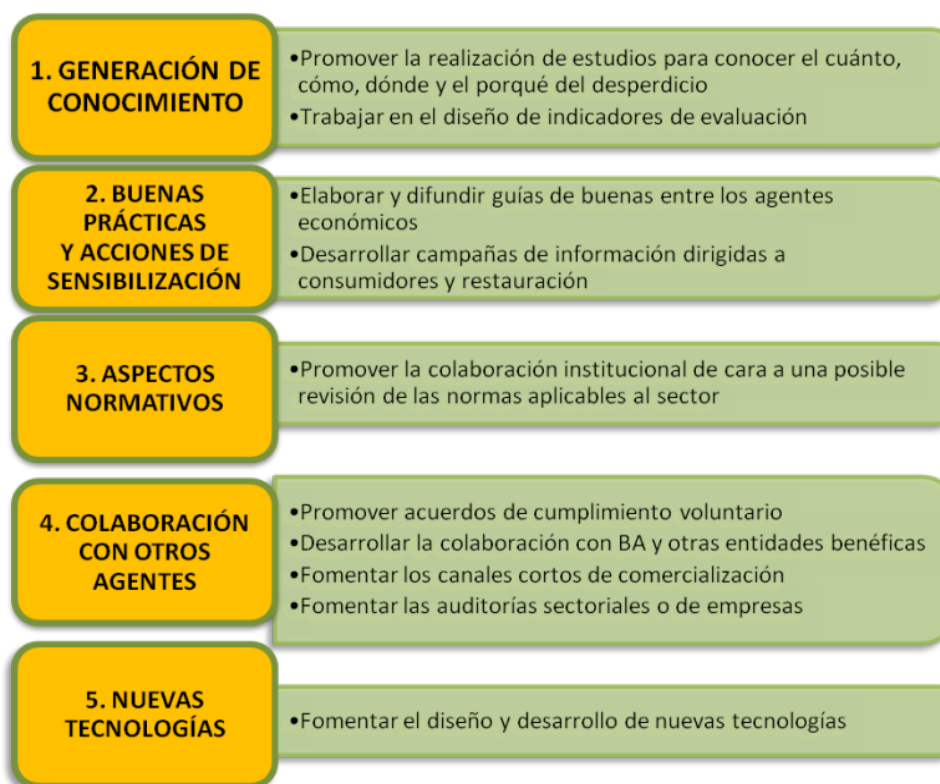 1. GENERACIÓN DE
CONOCIMIENTO
•Promover la realización de estudios para conocer el cuánto,
cómo, dónde y el porqué del desperdicio
•Trabajar en el diseño de indicadores de evaluación
2. BUENAS
PRÁCTICAS
Y ACCIONES DE
SENSIBILIZACIÓN
•Elaborar y difundir guías de buenas entre los agentes
económicos
•Desarrollar campañas de información dirigidas a
consumidores y restauración
3. ASPECTOS
NORMATIVOS
•Promover la colaboración institucional de cara a una posible
revisión de las normas aplicables al sector
4. COLABORACIÓN
CON OTROS
AGENTES
•Promover acuerdos de cumplimiento voluntario
•Desarrollar la colaboración con BA y otras entidades benéficas
•Fomentar los canales cortos de comercialización
•Fomentar las auditorías sectoriales o de empresas
5. NUEVAS
TECNOLOGÍAS
•Fomentar el diseño y desarrollo de nuevas tecnologías